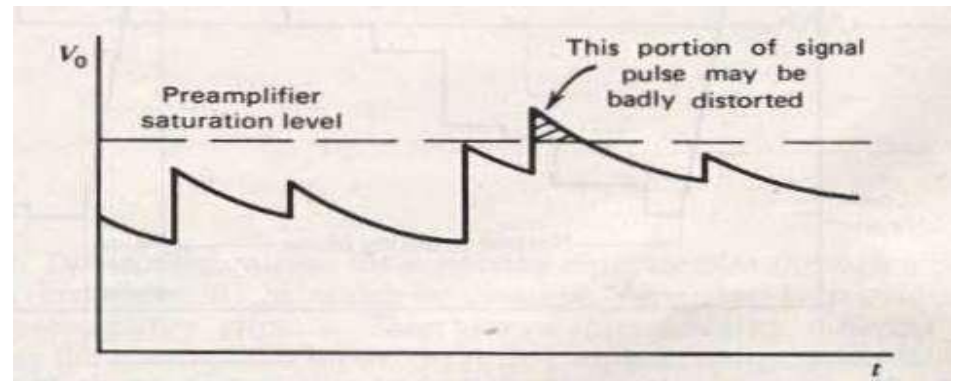 V₀
This portion of signal
pulse may be
badly distorted
Preamplifier
saturation level
t